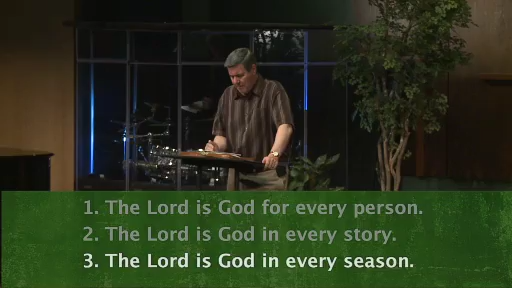 1. The Lord is God for every person.
2. The Lord is God in every story.
3. The Lord is God in every season.